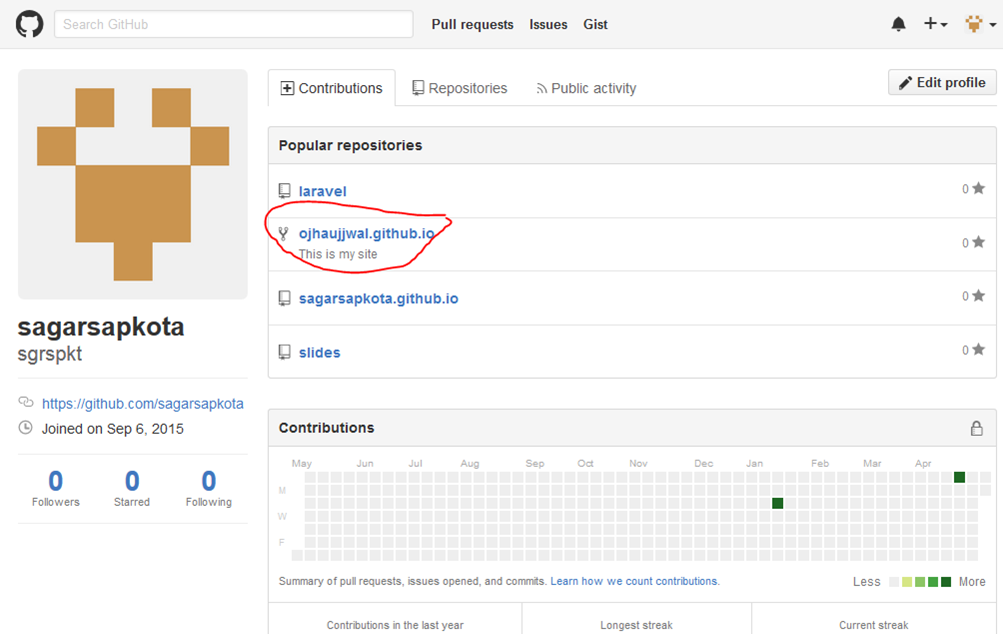 Search GitHub Pull requests Issues Gist
Contributions Repositories Public activity Edit profile
Popular repositories
laravel 0
ojhaujjwal.github.io 0
This is my site
sagarsapkota.github.io 0
slides 0
sagarsapkota
sgrspkt
https://github.com/sagarsapkota
Joined on Sep 6, 2015
0 0 0
Followers Starred Following
Contributions
May Jun Jul Aug Sep Oct Nov Dec Jan Feb Mar Apr
M
W
F
Summary of pull requests, issues opened, and commits. Learn how we count contributions. Less More
Contributions in the last year Longest streak Current streak